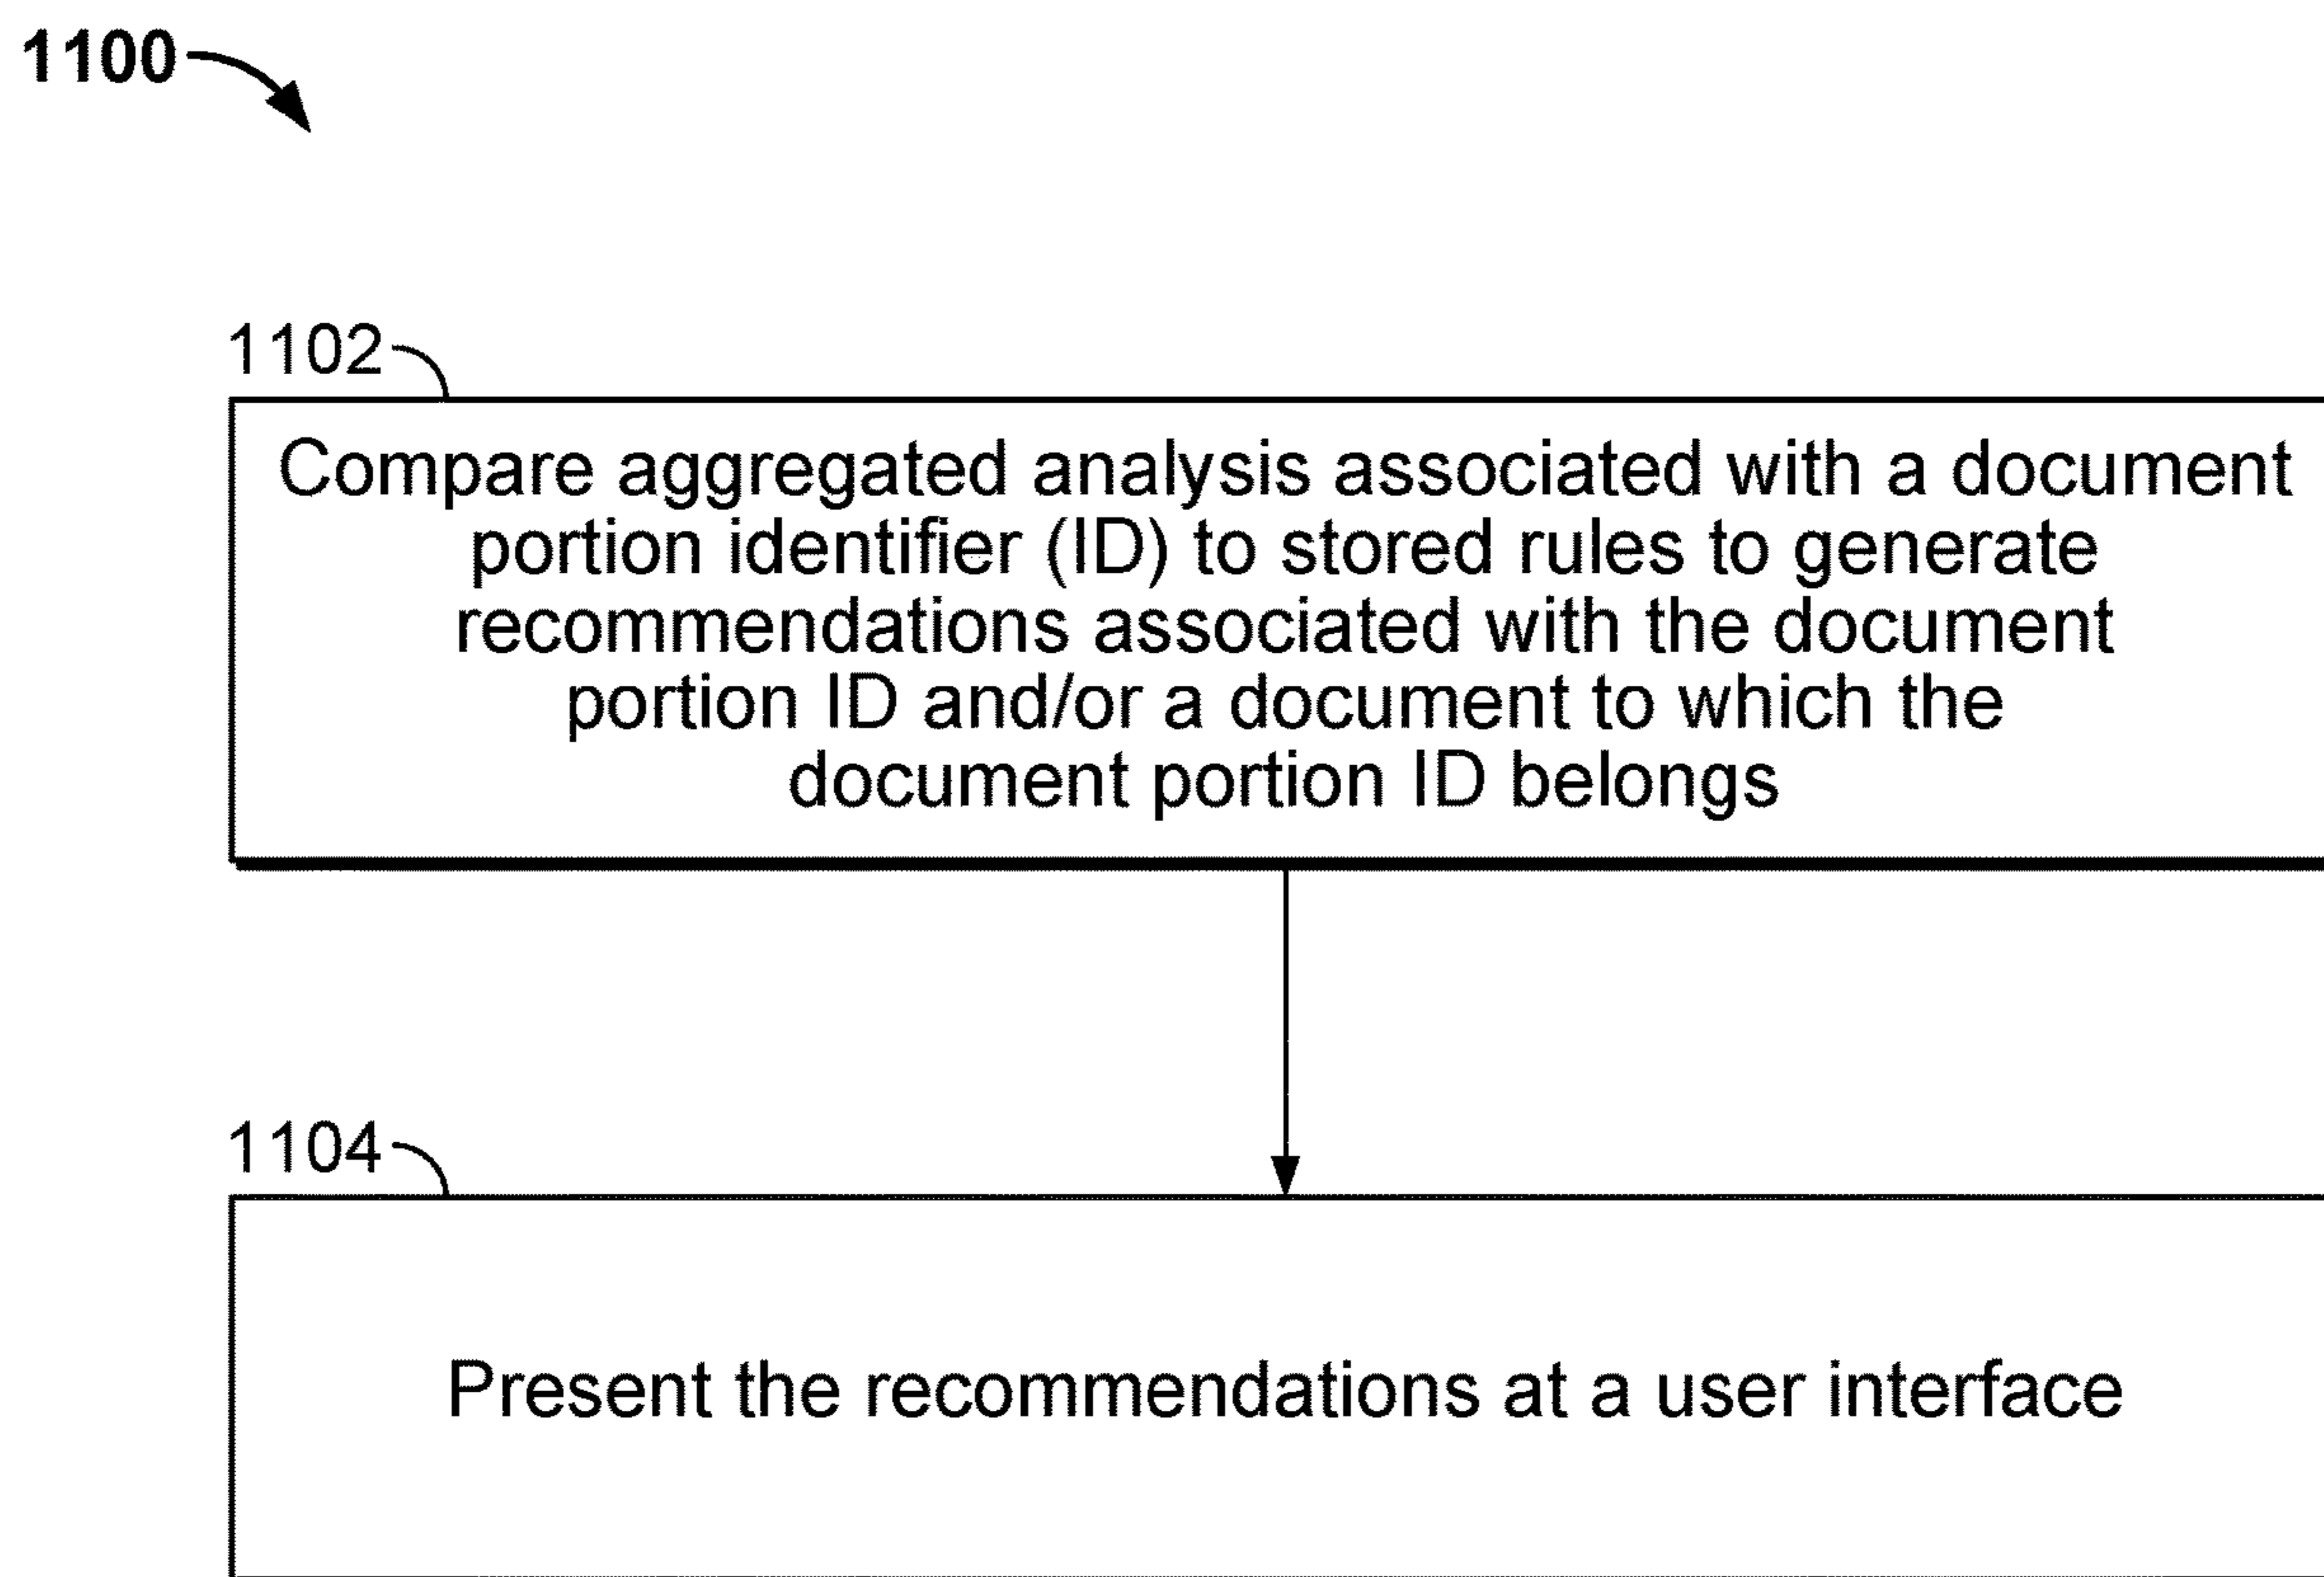 1100
1102
Compare aggregated analysis associated with a document
portion identifier (ID) to stored rules to generate
recommendations associated with the document
portion ID and/or a document to which the
document portion ID belongs
1104
Present the recommendations at a user interface